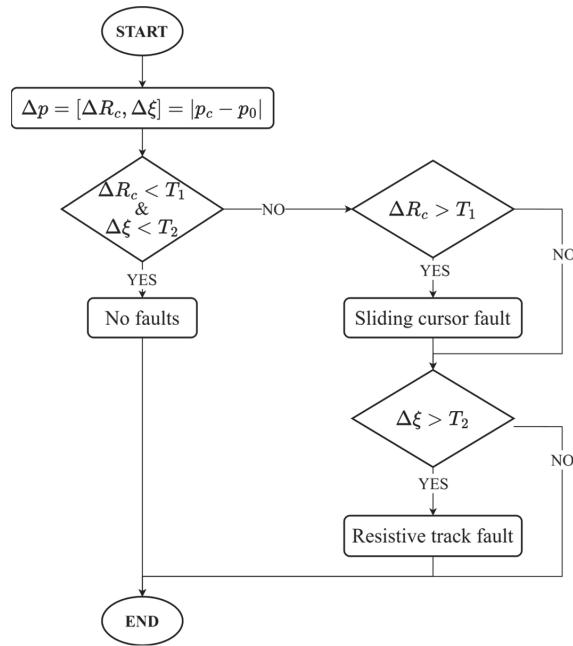 START
Δp = [ΔR_c, Δξ] = |p_c − p_0|
ΔR_c < T_1
&
Δξ < T_2
NO
ΔR_c > T_1
NO
YES
No faults
YES
Sliding cursor fault
Δξ > T_2
NO
YES
Resistive track fault
END